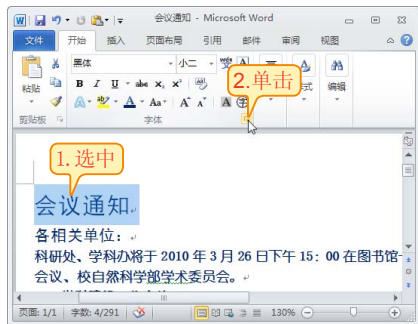 会议通知 - Microsoft Word
文件 开始 插入 页面布局 引用 邮件 审阅 视图
黑体 小二
粘贴 B I U abc x₂ x² 编辑
A Aa A A A 字
剪贴板 字体
2.单击
1.选中
会议通知
各相关单位：
科研处、学科办将于 2010 年 3 月 26 日下午 15：00 在图书馆
会议、校自然科学部学术委员会。
页面: 1/1 字数: 4/291 130%